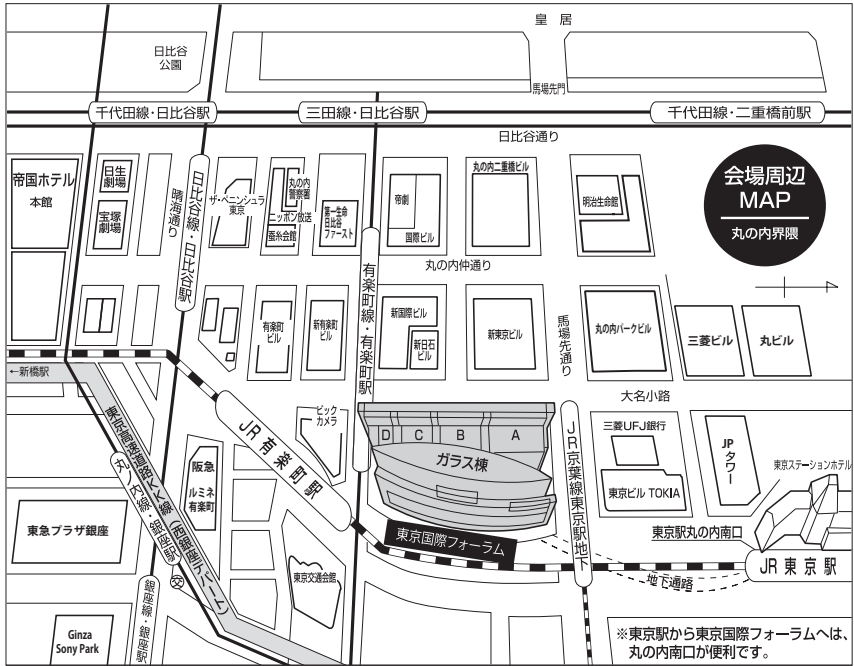 皇居
日比谷
公園
馬場先門
千代田線・日比谷駅
三田線・日比谷駅
千代田線・二重橋前駅
日比谷通り
帝国ホテル
本館
日生
劇場
宝塚
劇場
晴海通り
日比谷線・日比谷駅
ザ・ペニンシュラ
東京
丸の内
警察署
ニッポン放送
蚕糸会館
第一生命
日比谷
ファースト
帝劇
国際ビル
丸の内二重橋ビル
明治生命館
会場周辺
MAP
丸の内界隈
丸の内仲通り
有楽町
ビル
新有楽町
ビル
有楽町線・有楽町駅
新国際ビル
新日石
ビル
新東京ビル
馬場先通り
丸の内パークビル
三菱ビル
丸ビル
←新橋駅
大名小路
東京高速道路KK線(西銀座デパート)
丸ノ内線・銀座駅
JR有楽町駅
ビック
カメラ
D
C
B
A
ガラス棟
JR京葉線東京駅地下
三菱UFJ銀行
東京ビル TOKIA
JP
タワー
東京ステーションホテル
阪急
ルミネ
有楽町
東急プラザ銀座
東京国際フォーラム
東京駅丸の内南口
JR東京駅
地下通路
東京交通会館
銀座線・銀座駅
Ginza
Sony Park
※東京駅から東京国際フォーラムへは、
丸の内南口が便利です。